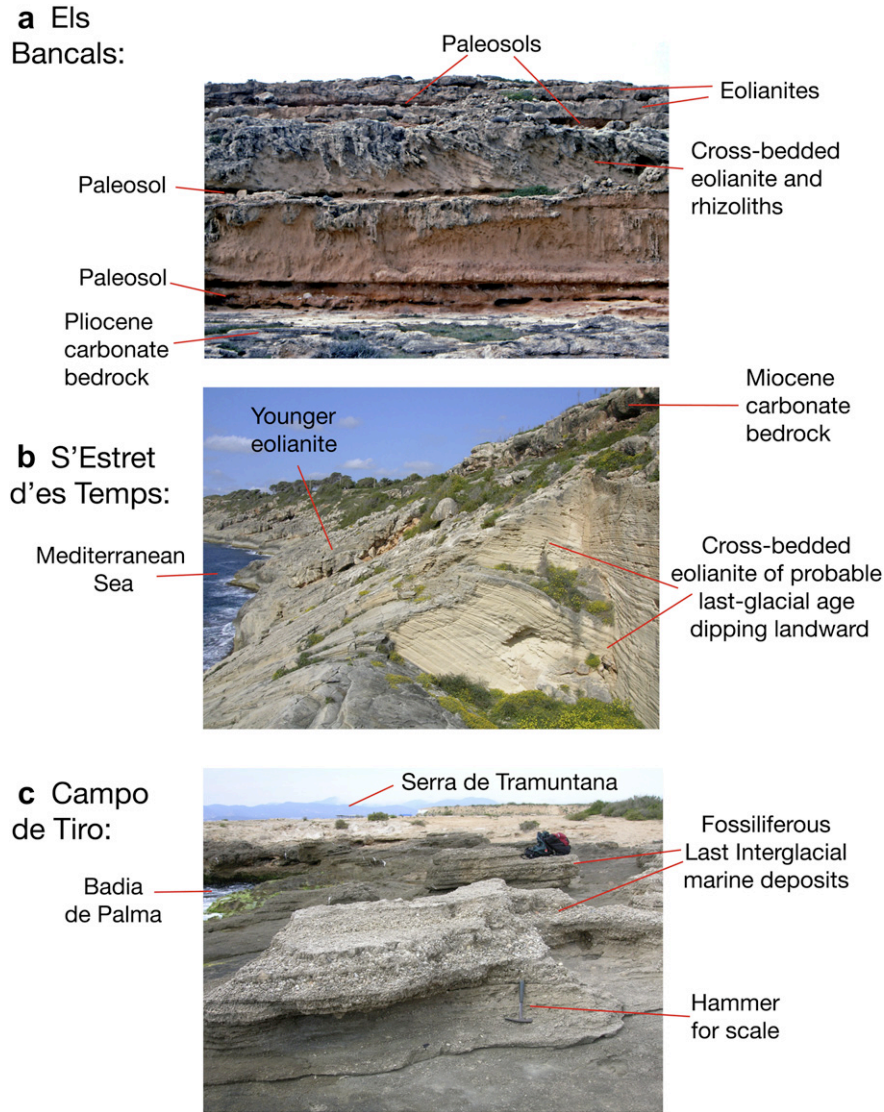 a Els
Bancals:
Paleosols
Eolianites
Cross-bedded
eolianite and
rhizoliths
Paleosol
Paleosol
Pliocene
carbonate
bedrock
Miocene
carbonate
bedrock
Younger
eolianite
b S'Estret
d'es Temps:
Mediterranean
Sea
Cross-bedded
eolianite of probable
last-glacial age
dipping landward
c Campo
de Tiro:
Serra de Tramuntana
Fossiliferous
Last Interglacial
marine deposits
Badia
de Palma
Hammer
for scale